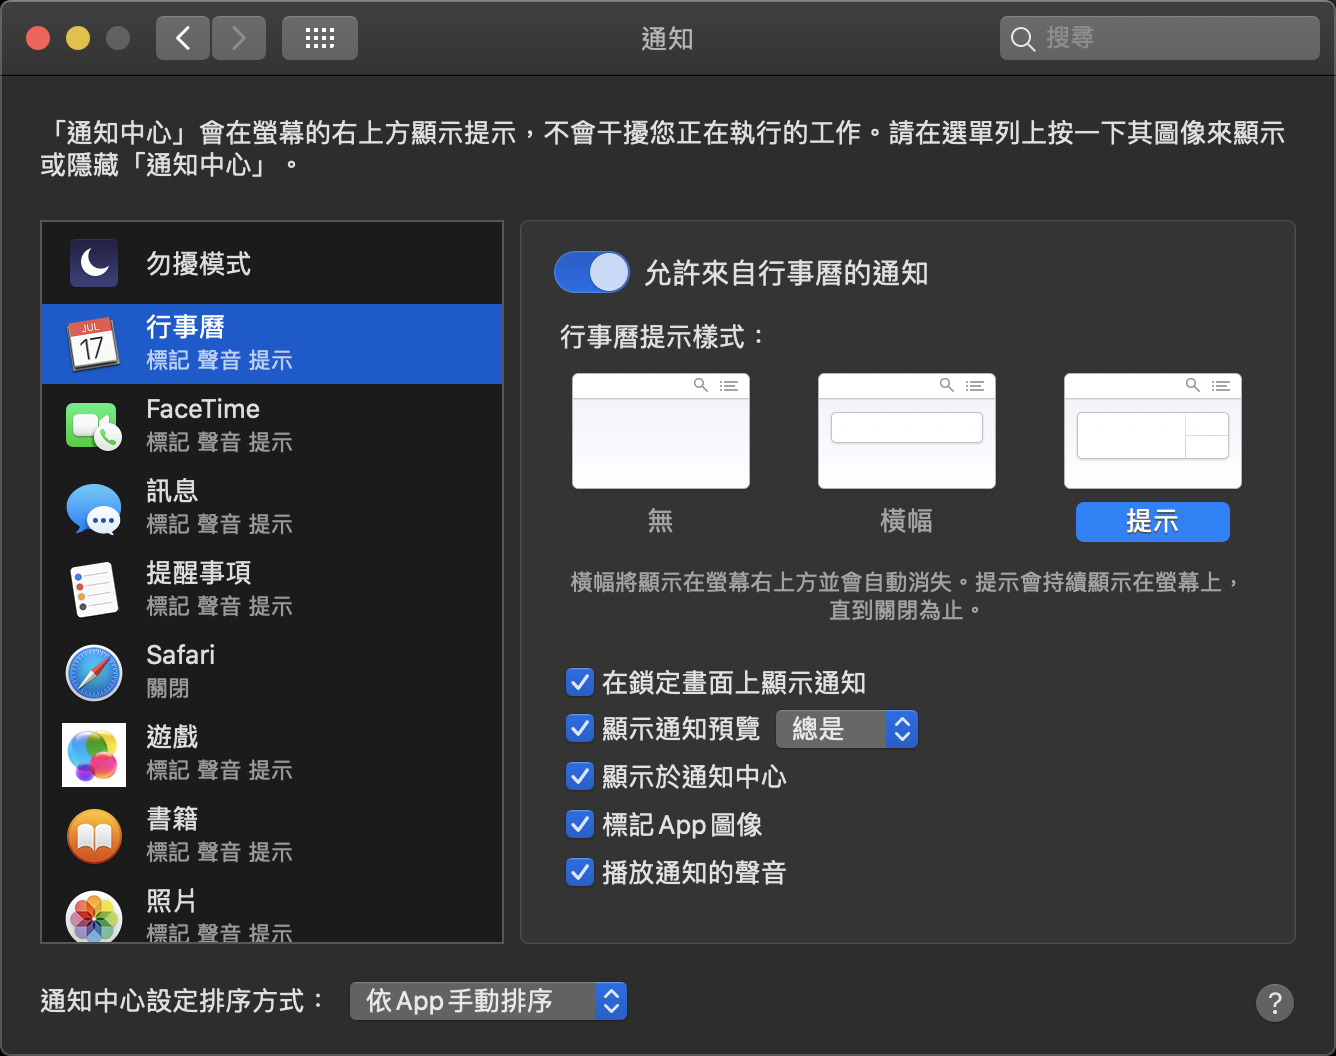 通知
搜尋
「通知中心」會在螢幕的右上方顯示提示，不會干擾您正在執行的工作。請在選單列上按一下其圖像來顯示
或隱藏「通知中心」。
勿擾模式
JUL
17
行事曆
標記 聲音 提示
FaceTime
標記 聲音 提示
訊息
標記 聲音 提示
提醒事項
標記 聲音 提示
Safari
關閉
遊戲
標記 聲音 提示
書籍
標記 聲音 提示
照片
標記 聲音 提示
允許來自行事曆的通知
行事曆提示樣式：
無
橫幅
提示
橫幅將顯示在螢幕右上方並會自動消失。提示會持續顯示在螢幕上，
直到關閉為止。
在鎖定畫面上顯示通知
顯示通知預覽 總是
顯示於通知中心
標記 App 圖像
播放通知的聲音
通知中心設定排序方式： 依 App 手動排序
?